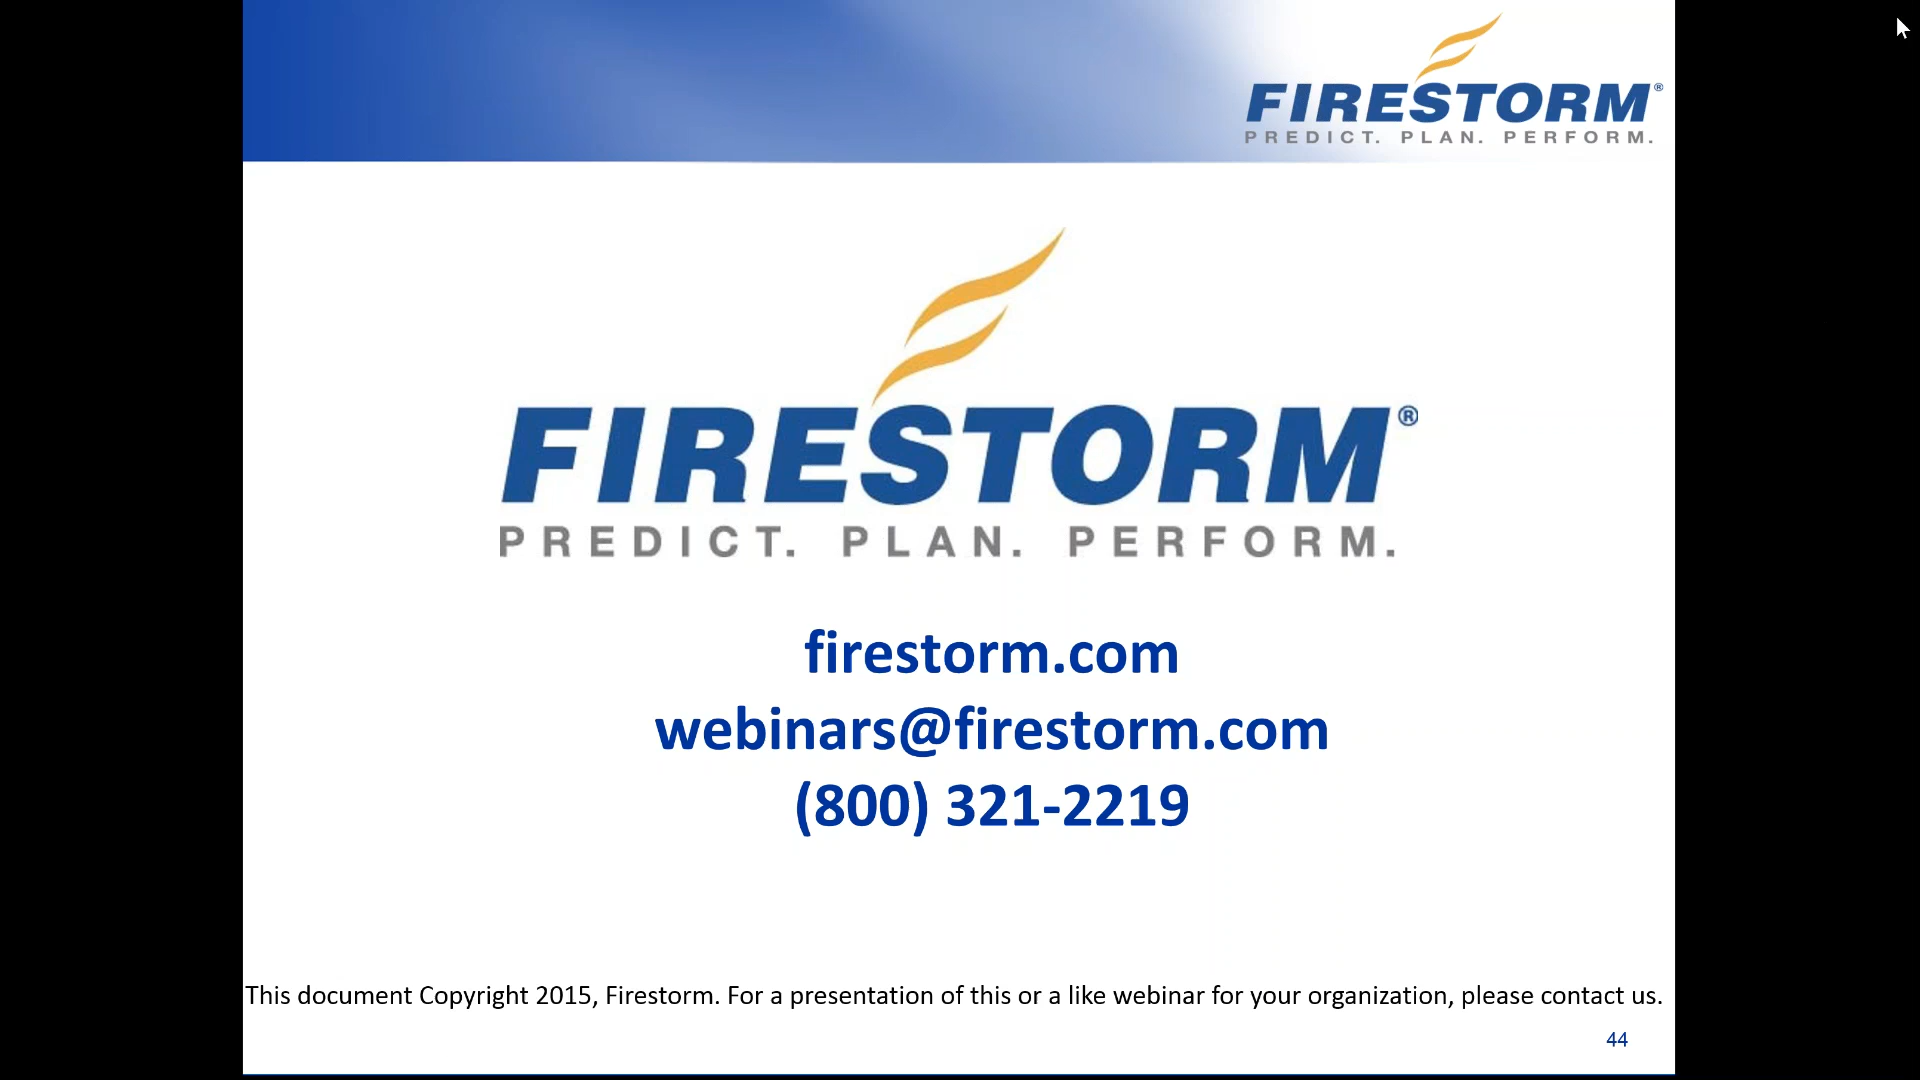 FIRESTORM®
PREDICT. PLAN. PERFORM.
FIRESTORM®
PREDICT. PLAN. PERFORM.
firestorm.com
webinars@firestorm.com
(800) 321-2219
This document Copyright 2015, Firestorm. For a presentation of this or a like webinar for your organization, please contact us.
44